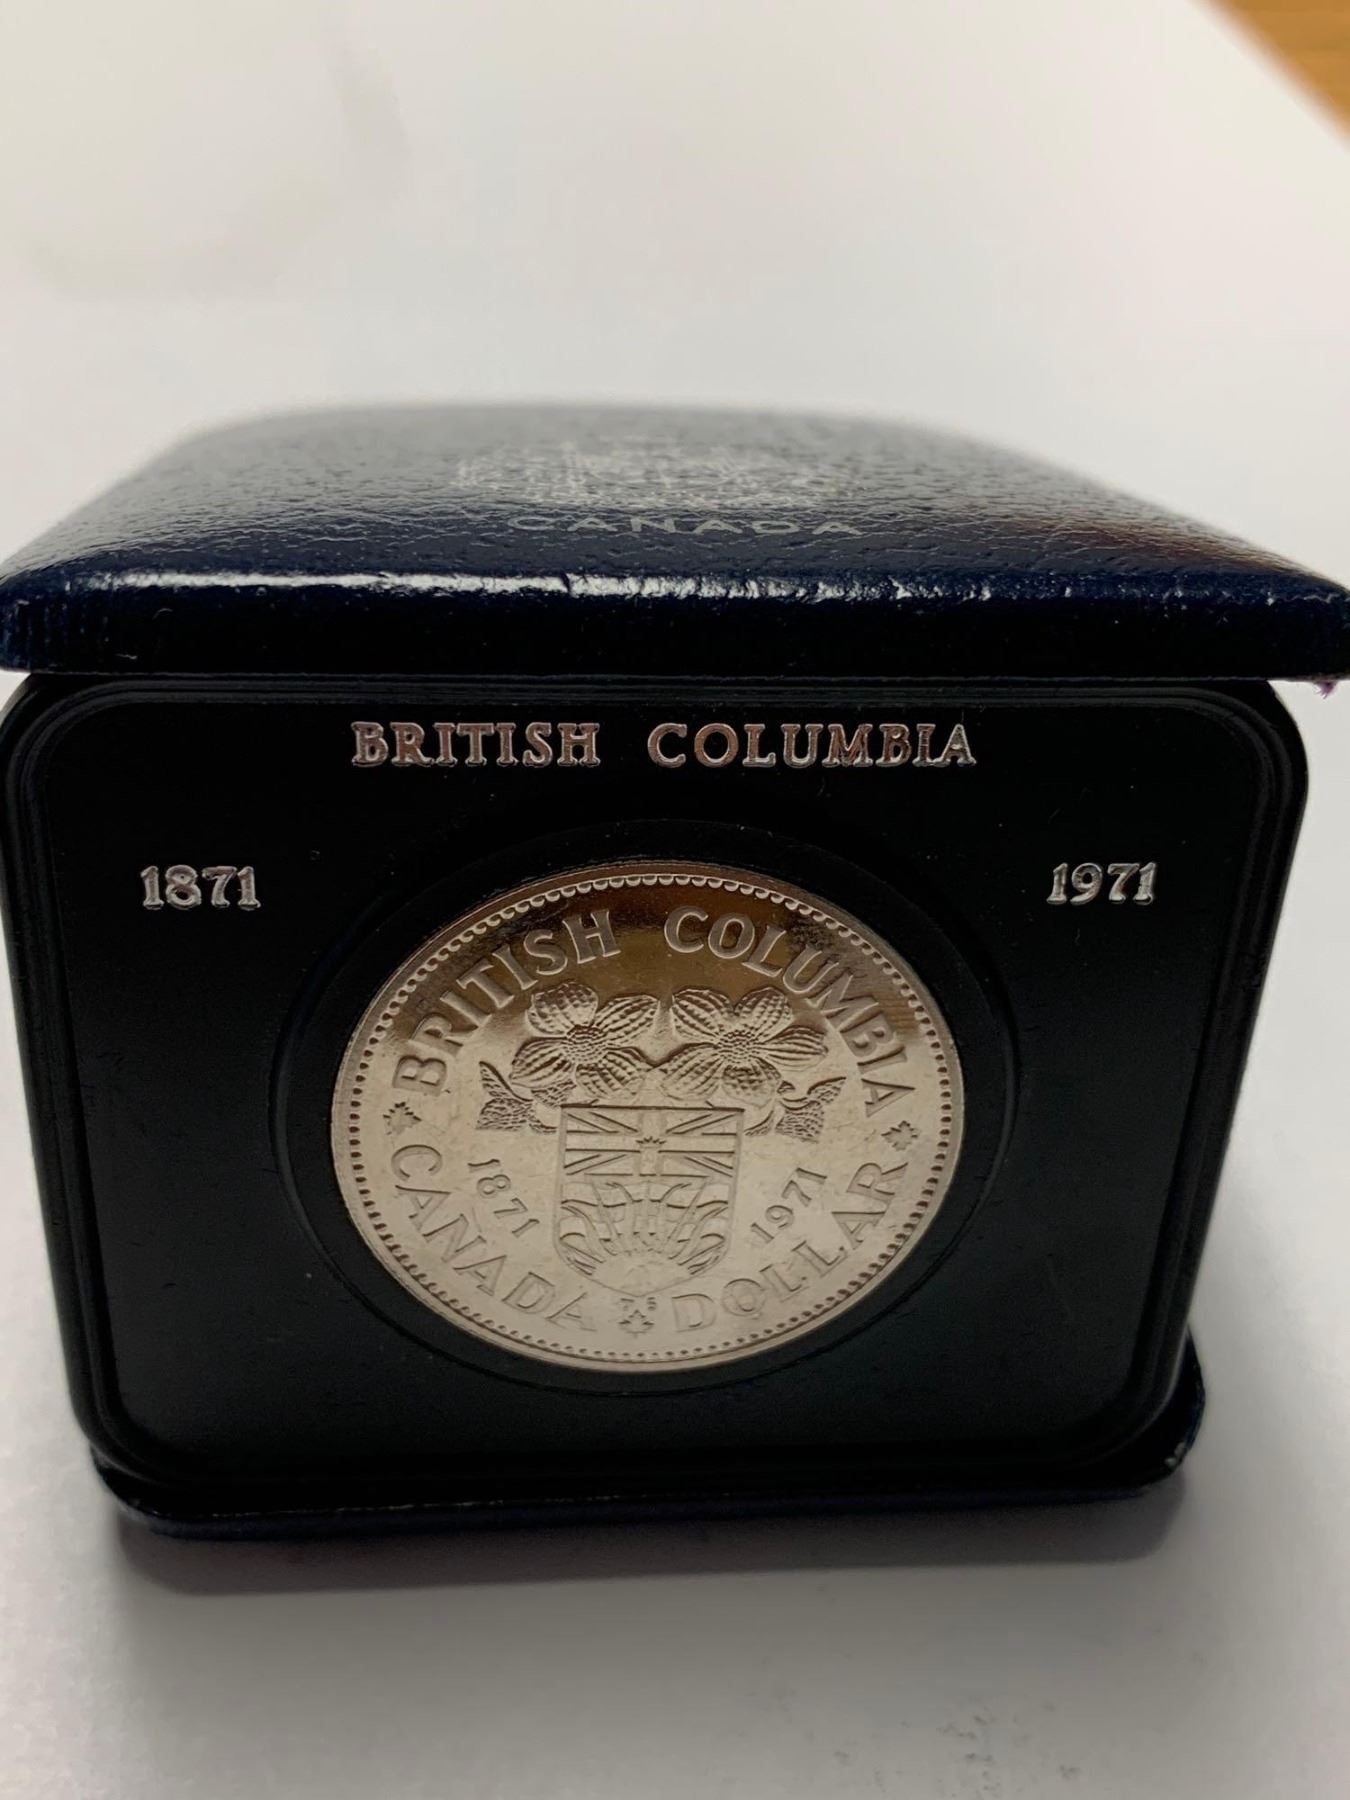 CANADA
BRITISH COLUMBIA
1871 1971
BRITISH COLUMBIA
1871 1971
CANADA DOLLAR